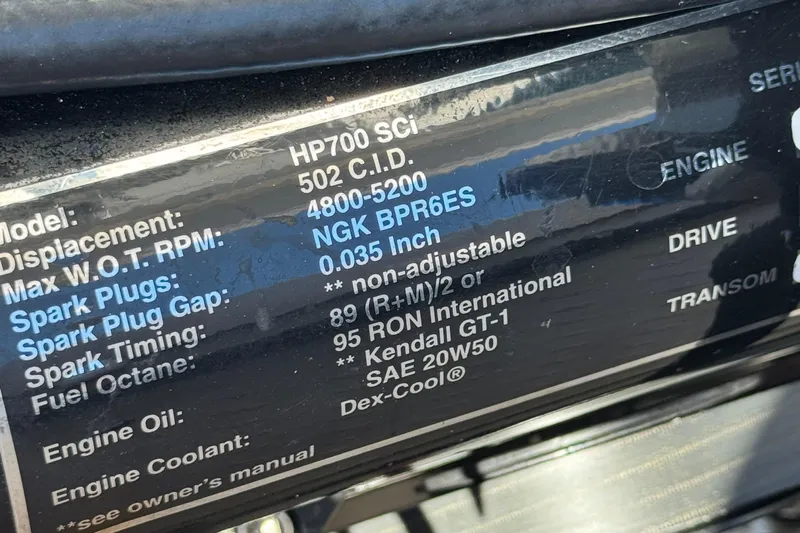 Model: HP700 SCi
Displacement: 502 C.I.D.
Max W.O.T. RPM: 4800-5200
Spark Plugs: NGK BPR6ES
Spark Plug Gap: 0.035 Inch
Spark Timing: ** non-adjustable
Fuel Octane: 89 (R+M)/2 or
95 RON International
Engine Oil: ** Kendall GT-1
SAE 20W50
Engine Coolant: Dex-Cool®
**see owner's manual
SERI
ENGINE
DRIVE
TRANSOM